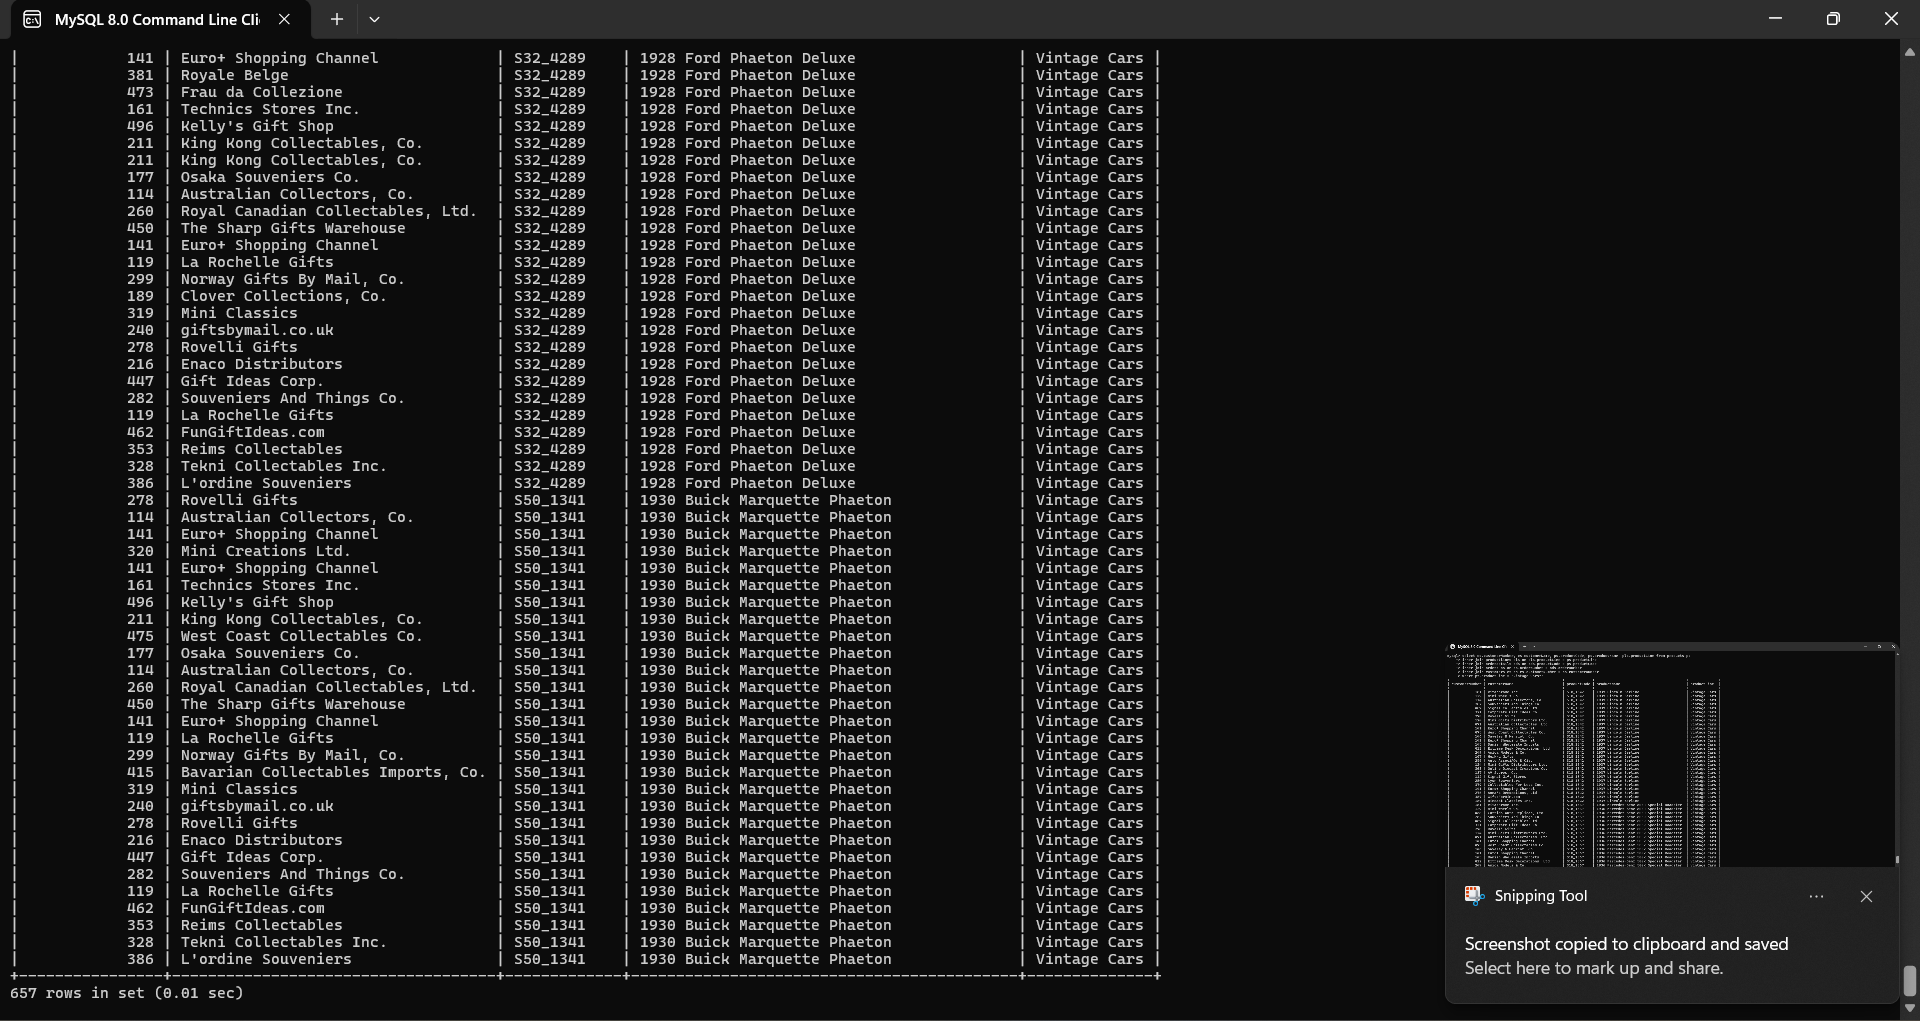 MySQL 8.0 Command Line Cli
| 141 | Euro+ Shopping Channel | S32_4289 | 1928 Ford Phaeton Deluxe | Vintage Cars |
| 381 | Royale Belge | S32_4289 | 1928 Ford Phaeton Deluxe | Vintage Cars |
| 473 | Frau da Collezione | S32_4289 | 1928 Ford Phaeton Deluxe | Vintage Cars |
| 161 | Technics Stores Inc. | S32_4289 | 1928 Ford Phaeton Deluxe | Vintage Cars |
| 496 | Kelly's Gift Shop | S32_4289 | 1928 Ford Phaeton Deluxe | Vintage Cars |
| 211 | King Kong Collectables, Co. | S32_4289 | 1928 Ford Phaeton Deluxe | Vintage Cars |
| 211 | King Kong Collectables, Co. | S32_4289 | 1928 Ford Phaeton Deluxe | Vintage Cars |
| 177 | Osaka Souveniers Co. | S32_4289 | 1928 Ford Phaeton Deluxe | Vintage Cars |
| 114 | Australian Collectors, Co. | S32_4289 | 1928 Ford Phaeton Deluxe | Vintage Cars |
| 260 | Royal Canadian Collectables, Ltd. | S32_4289 | 1928 Ford Phaeton Deluxe | Vintage Cars |
| 450 | The Sharp Gifts Warehouse | S32_4289 | 1928 Ford Phaeton Deluxe | Vintage Cars |
| 141 | Euro+ Shopping Channel | S32_4289 | 1928 Ford Phaeton Deluxe | Vintage Cars |
| 119 | La Rochelle Gifts | S32_4289 | 1928 Ford Phaeton Deluxe | Vintage Cars |
| 299 | Norway Gifts By Mail, Co. | S32_4289 | 1928 Ford Phaeton Deluxe | Vintage Cars |
| 189 | Clover Collections, Co. | S32_4289 | 1928 Ford Phaeton Deluxe | Vintage Cars |
| 319 | Mini Classics | S32_4289 | 1928 Ford Phaeton Deluxe | Vintage Cars |
| 240 | giftsbymail.co.uk | S32_4289 | 1928 Ford Phaeton Deluxe | Vintage Cars |
| 278 | Rovelli Gifts | S32_4289 | 1928 Ford Phaeton Deluxe | Vintage Cars |
| 216 | Enaco Distributors | S32_4289 | 1928 Ford Phaeton Deluxe | Vintage Cars |
| 447 | Gift Ideas Corp. | S32_4289 | 1928 Ford Phaeton Deluxe | Vintage Cars |
| 282 | Souveniers And Things Co. | S32_4289 | 1928 Ford Phaeton Deluxe | Vintage Cars |
| 119 | La Rochelle Gifts | S32_4289 | 1928 Ford Phaeton Deluxe | Vintage Cars |
| 462 | FunGiftIdeas.com | S32_4289 | 1928 Ford Phaeton Deluxe | Vintage Cars |
| 353 | Reims Collectables | S32_4289 | 1928 Ford Phaeton Deluxe | Vintage Cars |
| 328 | Tekni Collectables Inc. | S32_4289 | 1928 Ford Phaeton Deluxe | Vintage Cars |
| 386 | L'ordine Souveniers | S32_4289 | 1928 Ford Phaeton Deluxe | Vintage Cars |
| 278 | Rovelli Gifts | S50_1341 | 1930 Buick Marquette Phaeton | Vintage Cars |
| 114 | Australian Collectors, Co. | S50_1341 | 1930 Buick Marquette Phaeton | Vintage Cars |
| 141 | Euro+ Shopping Channel | S50_1341 | 1930 Buick Marquette Phaeton | Vintage Cars |
| 320 | Mini Creations Ltd. | S50_1341 | 1930 Buick Marquette Phaeton | Vintage Cars |
| 141 | Euro+ Shopping Channel | S50_1341 | 1930 Buick Marquette Phaeton | Vintage Cars |
| 161 | Technics Stores Inc. | S50_1341 | 1930 Buick Marquette Phaeton | Vintage Cars |
| 496 | Kelly's Gift Shop | S50_1341 | 1930 Buick Marquette Phaeton | Vintage Cars |
| 211 | King Kong Collectables, Co. | S50_1341 | 1930 Buick Marquette Phaeton | Vintage Cars |
| 475 | West Coast Collectables Co. | S50_1341 | 1930 Buick Marquette Phaeton | Vintage Cars |
| 177 | Osaka Souveniers Co. | S50_1341 | 1930 Buick Marquette Phaeton | Vintage Cars |
| 114 | Australian Collectors, Co. | S50_1341 | 1930 Buick Marquette Phaeton | Vintage Cars |
| 260 | Royal Canadian Collectables, Ltd. | S50_1341 | 1930 Buick Marquette Phaeton | Vintage Cars |
| 450 | The Sharp Gifts Warehouse | S50_1341 | 1930 Buick Marquette Phaeton | Vintage Cars |
| 141 | Euro+ Shopping Channel | S50_1341 | 1930 Buick Marquette Phaeton | Vintage Cars |
| 119 | La Rochelle Gifts | S50_1341 | 1930 Buick Marquette Phaeton | Vintage Cars |
| 299 | Norway Gifts By Mail, Co. | S50_1341 | 1930 Buick Marquette Phaeton | Vintage Cars |
| 415 | Bavarian Collectables Imports, Co. | S50_1341 | 1930 Buick Marquette Phaeton | Vintage Cars |
| 319 | Mini Classics | S50_1341 | 1930 Buick Marquette Phaeton | Vintage Cars |
| 240 | giftsbymail.co.uk | S50_1341 | 1930 Buick Marquette Phaeton | Vintage Cars |
| 278 | Rovelli Gifts | S50_1341 | 1930 Buick Marquette Phaeton | Vintage Cars |
| 216 | Enaco Distributors | S50_1341 | 1930 Buick Marquette Phaeton | Vintage Cars |
| 447 | Gift Ideas Corp. | S50_1341 | 1930 Buick Marquette Phaeton | Vintage Cars |
| 282 | Souveniers And Things Co. | S50_1341 | 1930 Buick Marquette Phaeton | Vintage Cars |
| 119 | La Rochelle Gifts | S50_1341 | 1930 Buick Marquette Phaeton | Vintage Cars |
| 462 | FunGiftIdeas.com | S50_1341 | 1930 Buick Marquette Phaeton | Vintage Cars |
| 353 | Reims Collectables | S50_1341 | 1930 Buick Marquette Phaeton | Vintage Cars |
| 328 | Tekni Collectables Inc. | S50_1341 | 1930 Buick Marquette Phaeton | Vintage Cars |
| 386 | L'ordine Souveniers | S50_1341 | 1930 Buick Marquette Phaeton | Vintage Cars |
657 rows in set (0.01 sec)
Snipping Tool
Screenshot copied to clipboard and saved
Select here to mark up and share.